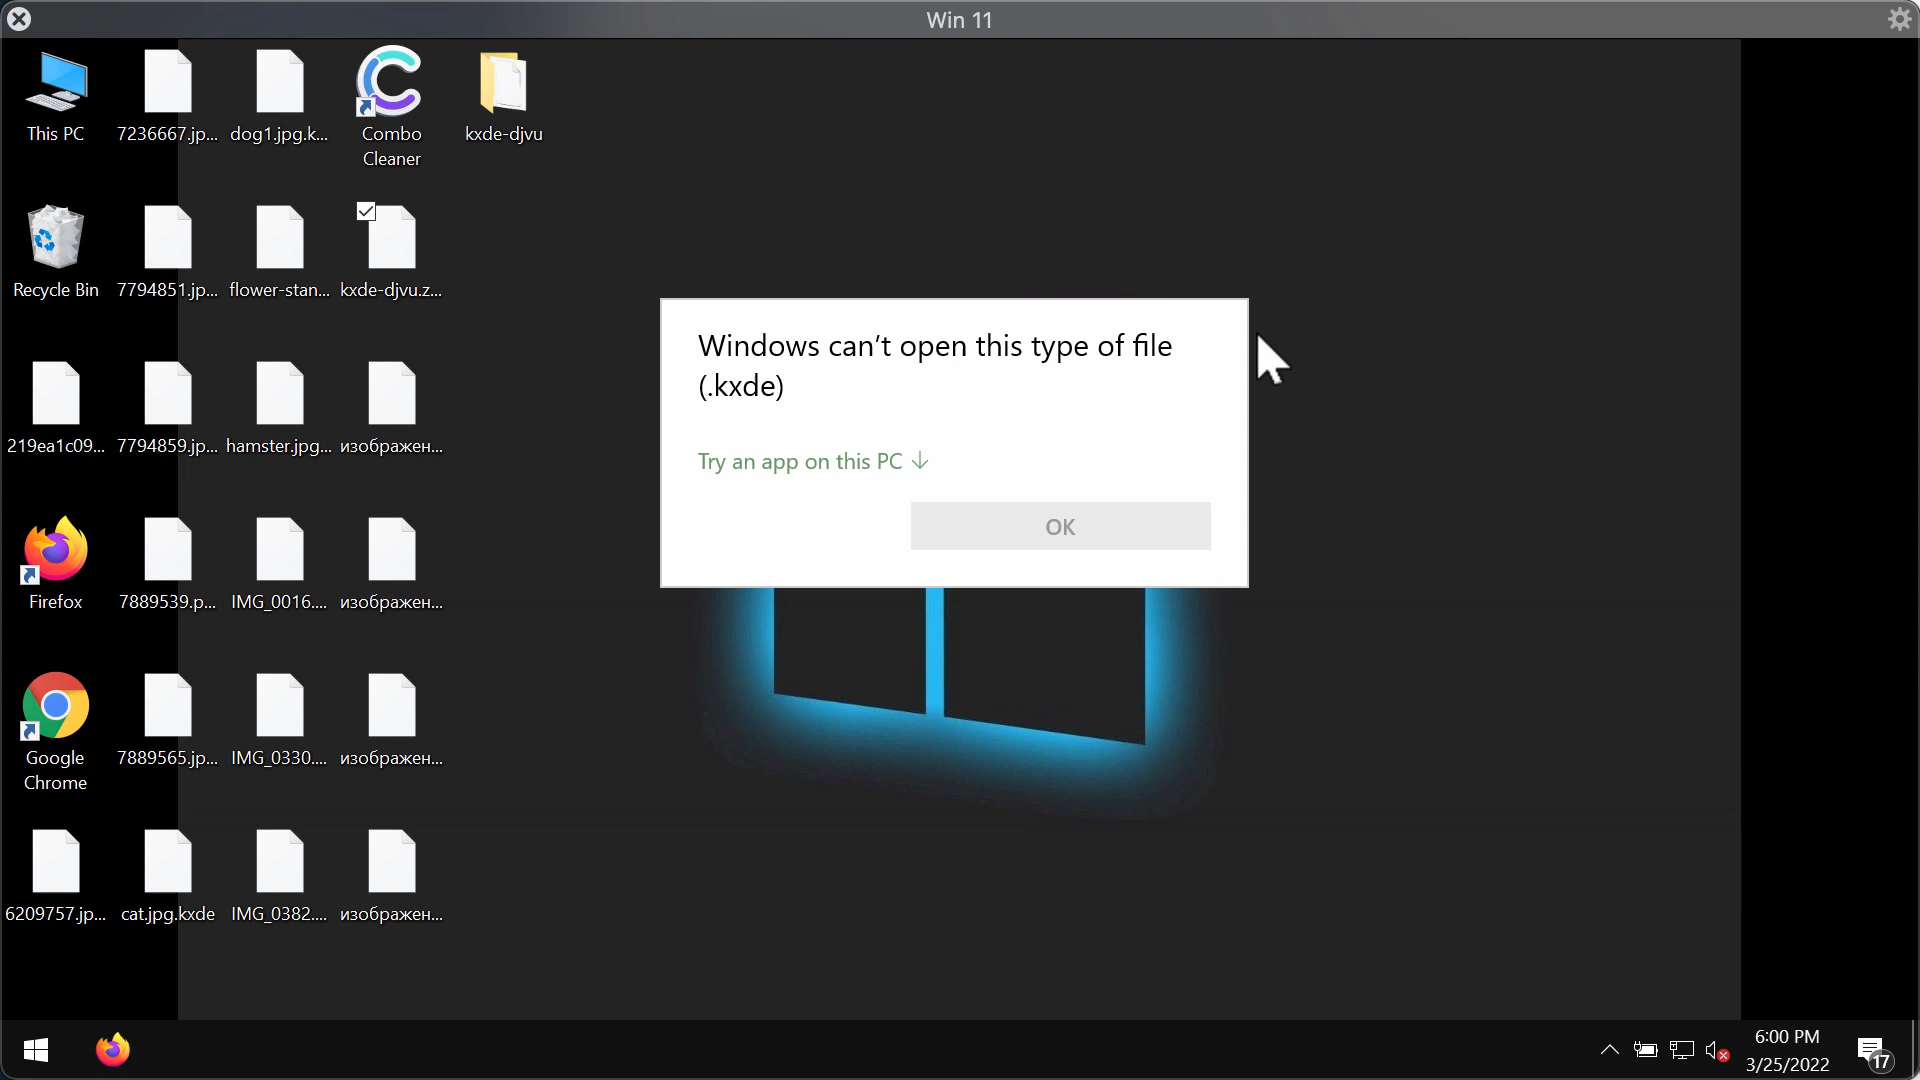 Win 11
This PC
7236667.jp...
dog1.jpg.k...
Combo
Cleaner
kxde-djvu
Recycle Bin
7794851.jp...
flower-stan...
kxde-djvu.z...
219ea1c09...
7794859.jp...
hamster.jpg...
изображен...
Firefox
7889539.p...
IMG_0016....
изображен...
Google
Chrome
7889565.jp...
IMG_0330....
изображен...
6209757.jp...
cat.jpg.kxde
IMG_0382....
изображен...
Windows can't open this type of file
(.kxde)
Try an app on this PC ↓
OK
6:00 PM
3/25/2022
17